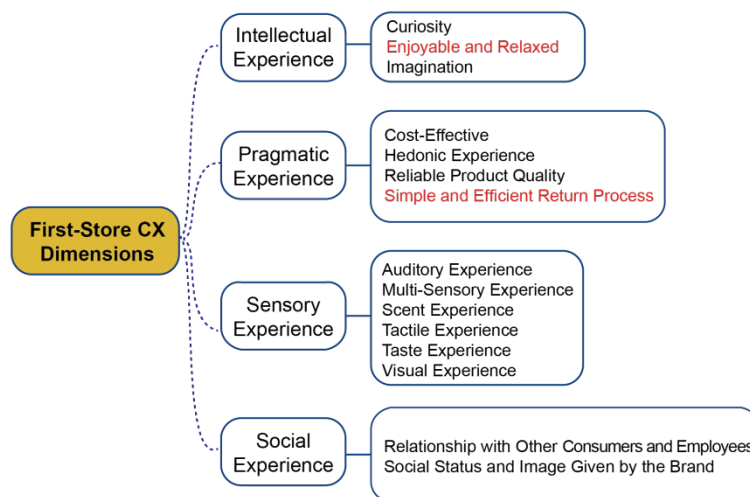 First-Store CX
Dimensions
Intellectual
Experience
Curiosity
Enjoyable and Relaxed
Imagination
Pragmatic
Experience
Cost-Effective
Hedonic Experience
Reliable Product Quality
Simple and Efficient Return Process
Sensory
Experience
Auditory Experience
Multi-Sensory Experience
Scent Experience
Tactile Experience
Taste Experience
Visual Experience
Social
Experience
Relationship with Other Consumers and Employees
Social Status and Image Given by the Brand